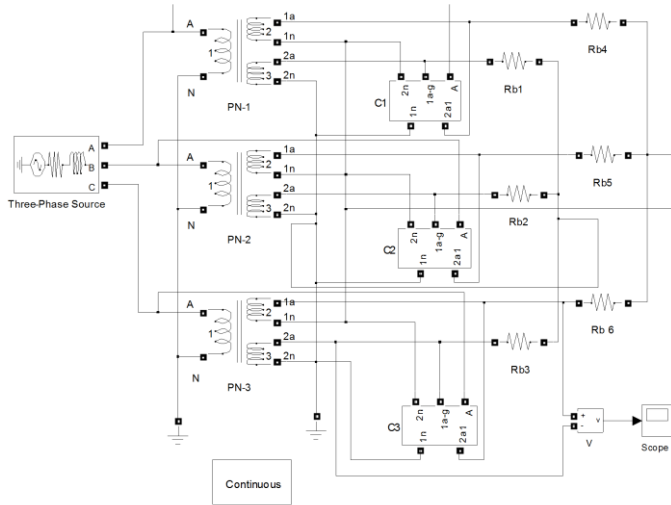 A
1
N
PN-1
1a
2
1n
2a
3
2n
C1
2n
1a-g
A
1n
2a1
Rb4
Rb1
A
B
C
Three-Phase Source
A
1
N
PN-2
1a
2
1n
2a
3
2n
C2
2n
1a-g
A
1n
2a1
Rb5
Rb2
A
1
N
PN-3
1a
2
1n
2a
3
2n
C3
2n
1a-g
A
1n
2a1
Rb 6
Rb3
+
-
v
V
Scope
Continuous